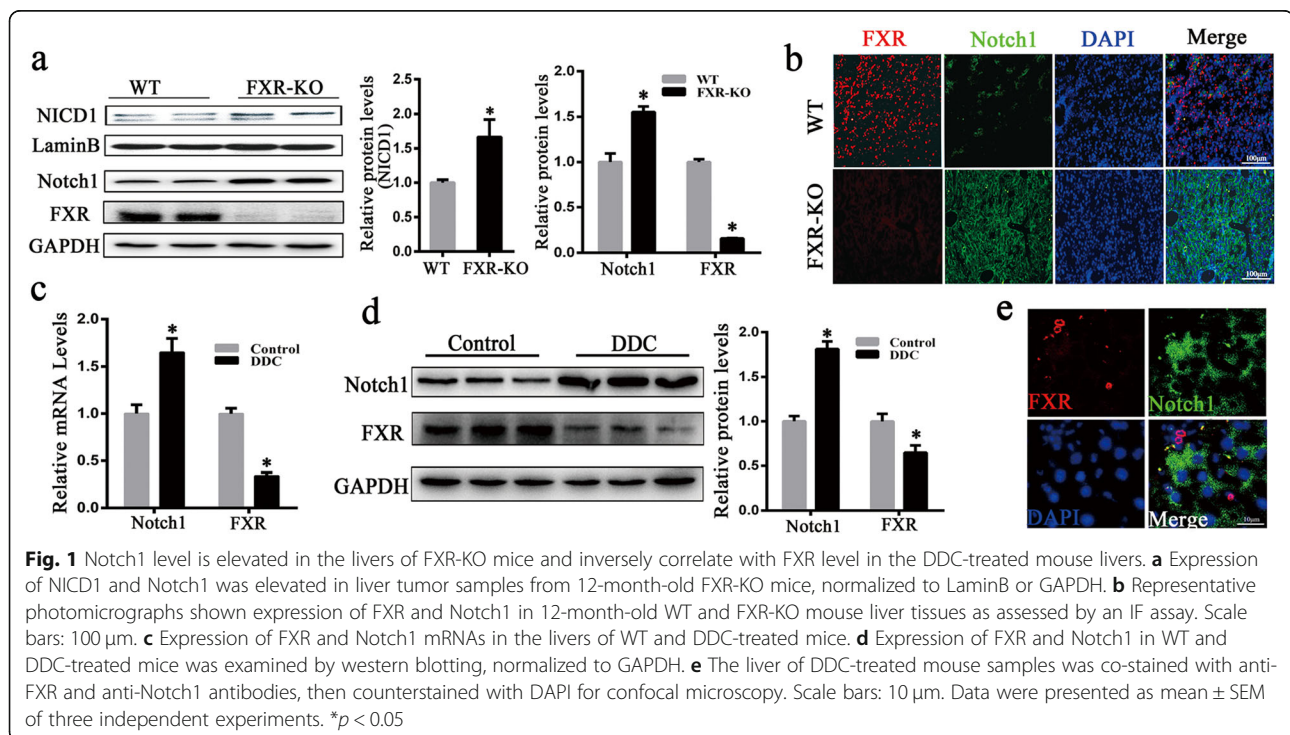 a
WT FXR-KO
NICD1
LaminB
Notch1
FXR
GAPDH
Relative protein levels
(NICD1)
2.5
2.0
1.5
1.0
0.5
0.0
*
WT FXR-KO
Relative protein levels
2.0
1.5
1.0
0.5
0.0
WT
FXR-KO
*
*
Notch1 FXR
b
FXR Notch1 DAPI Merge
WT
100μm
FXR-KO
100μm
c
Relative mRNA Levels
2.0
1.5
1.0
0.5
0.0
Control
DDC
*
*
Notch1 FXR
d
Control DDC
Notch1
FXR
GAPDH
Relative protein levels
2.0
1.5
1.0
0.5
0.0
Control
DDC
*
*
Notch1 FXR
e
FXR Notch1
DAPI Merge
10μm
Fig. 1 Notch1 level is elevated in the livers of FXR-KO mice and inversely correlate with FXR level in the DDC-treated mouse livers. a Expression
of NICD1 and Notch1 was elevated in liver tumor samples from 12-month-old FXR-KO mice, normalized to LaminB or GAPDH. b Representative
photomicrographs shown expression of FXR and Notch1 in 12-month-old WT and FXR-KO mouse liver tissues as assessed by an IF assay. Scale
bars: 100 μm. c Expression of FXR and Notch1 mRNAs in the livers of WT and DDC-treated mice. d Expression of FXR and Notch1 in WT and
DDC-treated mice was examined by western blotting, normalized to GAPDH. e The liver of DDC-treated mouse samples was co-stained with anti-
FXR and anti-Notch1 antibodies, then counterstained with DAPI for confocal microscopy. Scale bars: 10 μm. Data were presented as mean ± SEM
of three independent experiments. *p < 0.05